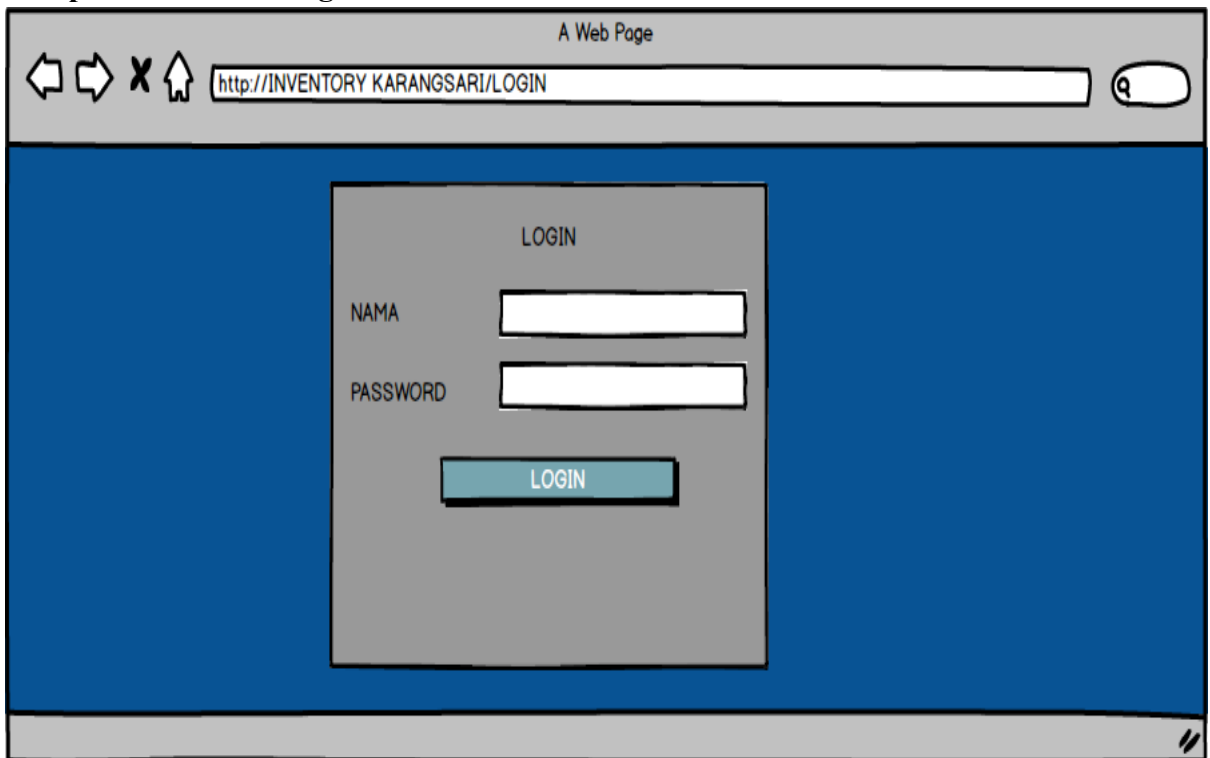 A Web Page
http://INVENTORY KARANGSARI/LOGIN
LOGIN
NAMA
PASSWORD
LOGIN